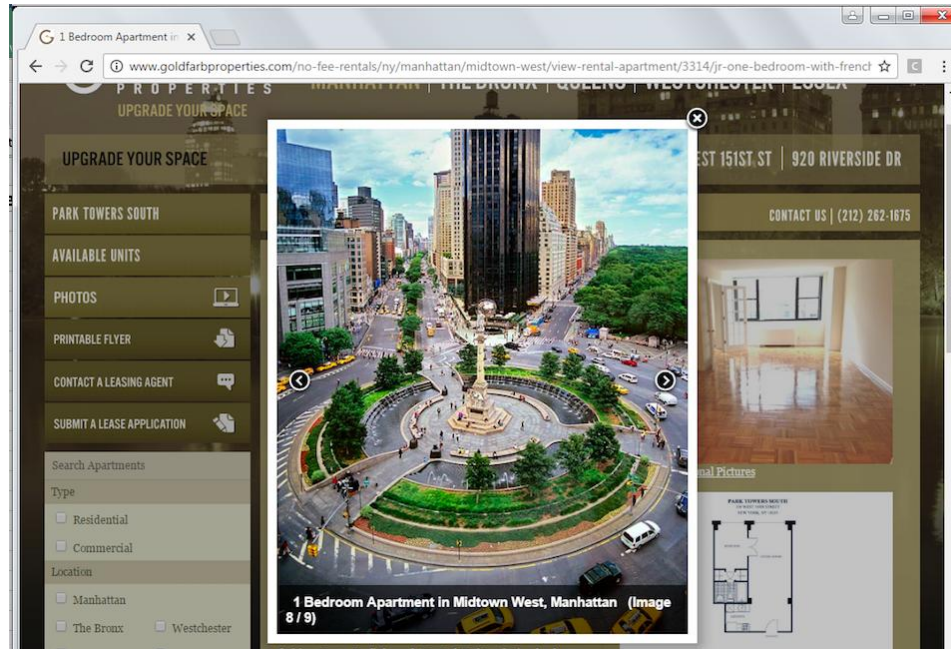 1 Bedroom Apartment in
www.goldfarbproperties.com/no-fee-rentals/ny/manhattan/midtown-west/view-rental-apartment/3314/jr-one-bedroom-with-french
PROPERTIES
UPGRADE YOUR SPACE
MANHATTAN | THE BRONX | QUEENS | WESTCHESTER | ESSEX
UPGRADE YOUR SPACE
EST 151ST ST | 920 RIVERSIDE DR
PARK TOWERS SOUTH
CONTACT US | (212) 262-1675
AVAILABLE UNITS
PHOTOS
PRINTABLE FLYER
CONTACT A LEASING AGENT
SUBMIT A LEASE APPLICATION
Search Apartments
nal Pictures
Type
Residential
Commercial
Location
Manhattan
The Bronx Westchester
1 Bedroom Apartment in Midtown West, Manhattan (Image
8 / 9)
PARK TOWERS SOUTH